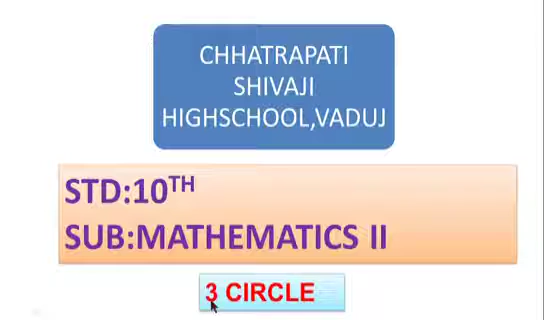 CHHATRAPATI
SHIVAJI
HIGHSCHOOL,VADUJ
STD:10TH
SUB:MATHEMATICS II
3 CIRCLE